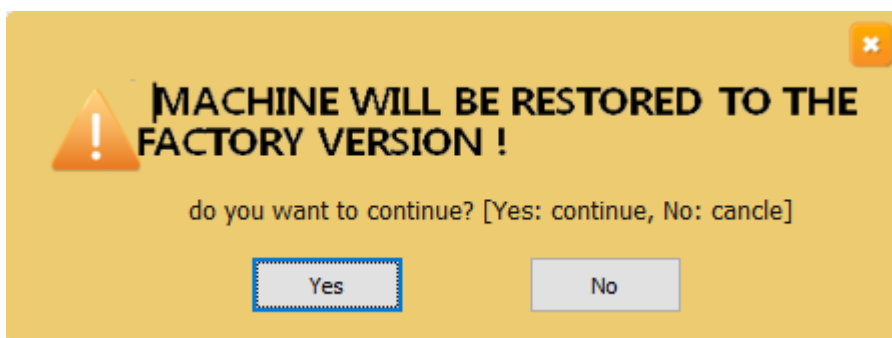 MACHINE WILL BE RESTORED TO THE
FACTORY VERSION !
do you want to continue? [Yes: continue, No: cancle]
Yes
No